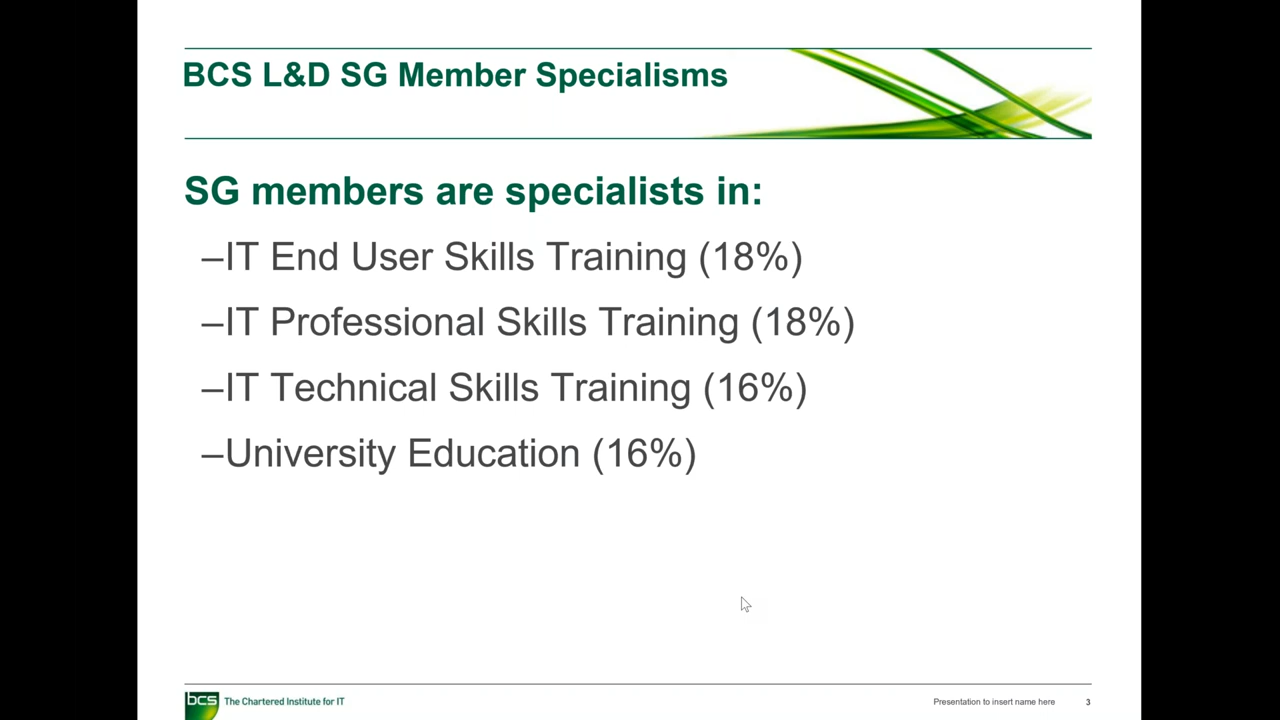 BCS L&D SG Member Specialisms
SG members are specialists in:
–IT End User Skills Training (18%)
–IT Professional Skills Training (18%)
–IT Technical Skills Training (16%)
–University Education (16%)
bcs The Chartered Institute for IT
Presentation to insert name here 3